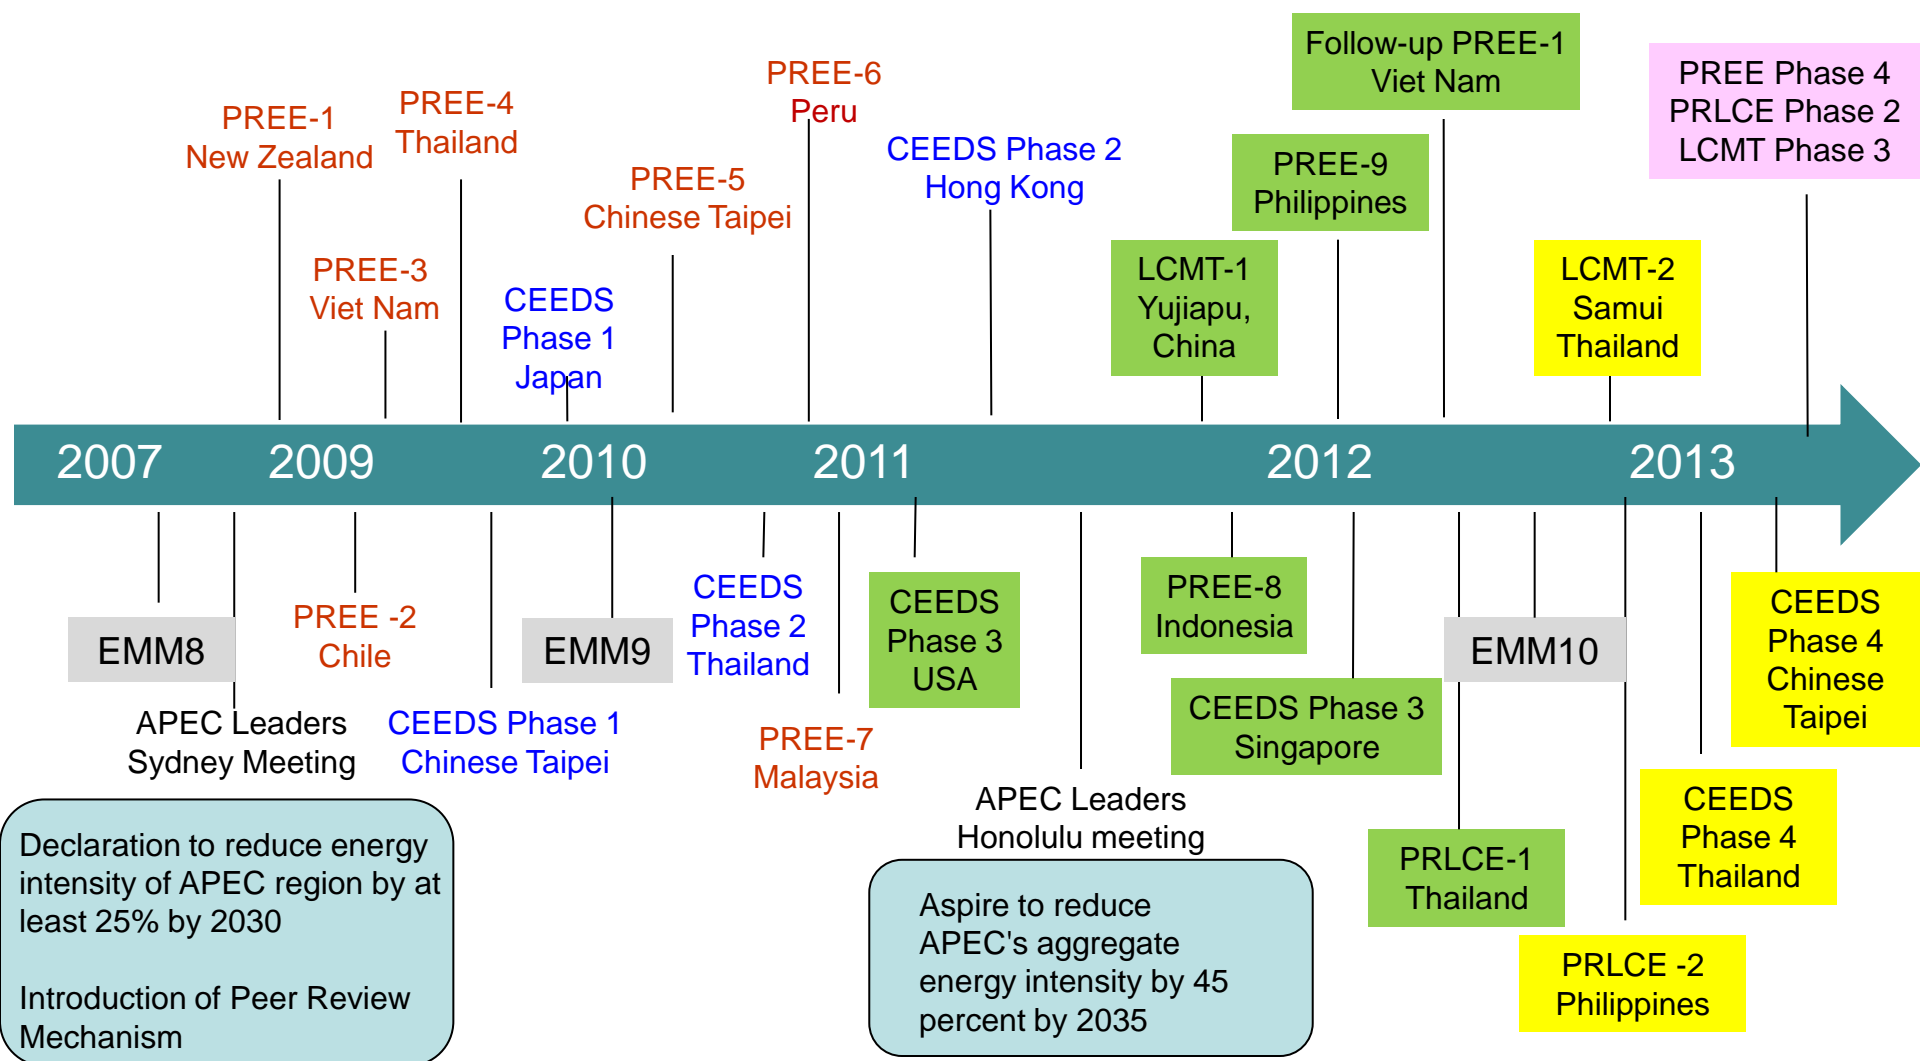 Follow-up PREE-1
Viet Nam
PREE Phase 4
PRLCE Phase 2
LCMT Phase 3
PREE-6
Peru
PREE-4
Thailand
PREE-1
New Zealand
CEEDS Phase 2
Hong Kong
PREE-9
Philippines
PREE-5
Chinese Taipei
PREE-3
Viet Nam
CEEDS
Phase 1
Japan
LCMT-1
Yujiapu,
China
LCMT-2
Samui
Thailand
2007
2009
2010
2011
2012
2013
EMM8
PREE -2
Chile
EMM9
CEEDS
Phase 2
Thailand
CEEDS
Phase 3
USA
PREE-8
Indonesia
EMM10
CEEDS
Phase 4
Chinese
Taipei
APEC Leaders
Sydney Meeting
CEEDS Phase 1
Chinese Taipei
PREE-7
Malaysia
CEEDS Phase 3
Singapore
APEC Leaders
Honolulu meeting
CEEDS
Phase 4
Thailand
PRLCE-1
Thailand
PRLCE -2
Philippines
Declaration to reduce energy
intensity of APEC region by at
least 25% by 2030
Introduction of Peer Review
Mechanism
Aspire to reduce
APEC's aggregate
energy intensity by 45
percent by 2035